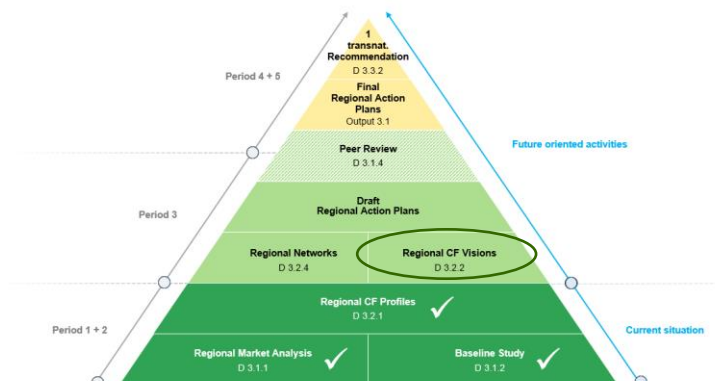 1
transnat.
Recommendation
D 3.3.2
Period 4 + 5
Final
Regional Action
Plans
Output 3.1
Peer Review
D 3.1.4
Future oriented activities
Draft
Regional Action Plans
Period 3
Regional Networks
D 3.2.4
Regional CF Visions
D 3.2.2
Regional CF Profiles
D 3.2.1
Period 1 + 2
Current situation
Regional Market Analysis
D 3.1.1
Baseline Study
D 3.1.2